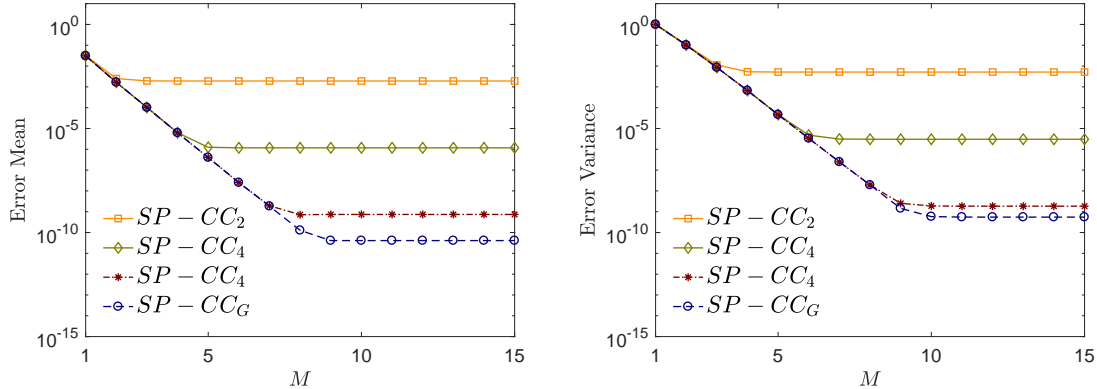 10^0
10^-5
10^-10
10^-15
Error Mean
SP − CC_2
SP − CC_4
SP − CC_4
SP − CC_G
1 5 10 15
M
10^0
10^-5
10^-10
10^-15
Error Variance
SP − CC_2
SP − CC_4
SP − CC_4
SP − CC_G
1 5 10 15
M